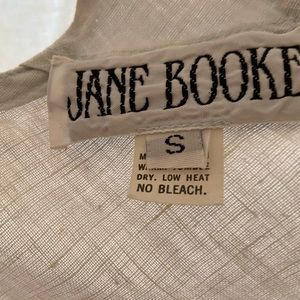 JANE BOOKE
S
DRY. LOW HEAT
NO BLEACH.